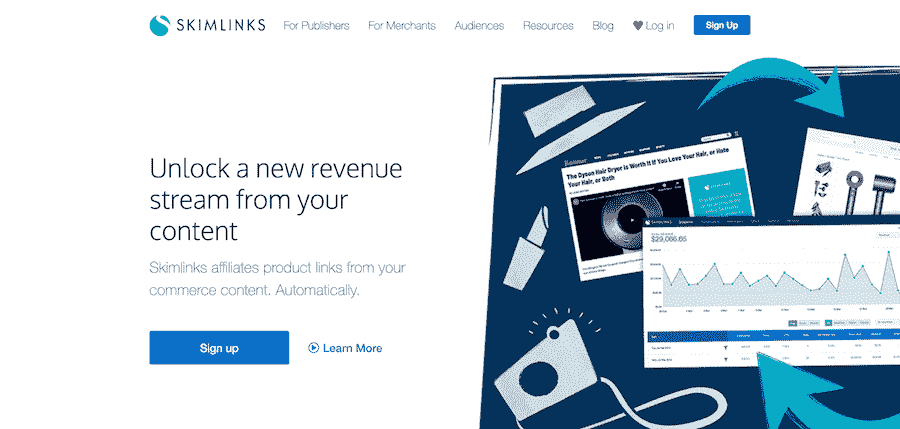 SKIMLINKS
For Publishers
For Merchants
Audiences
Resources
Blog
Log in
Sign Up
Unlock a new revenue
stream from your
content
Skimlinks affiliates product links from your
commerce content. Automatically.
Sign up
Learn More
The Dyson Hair Dryer is Worth It If You Love Your Hair, or Hate
Your Hair, or Both
$29,066.65